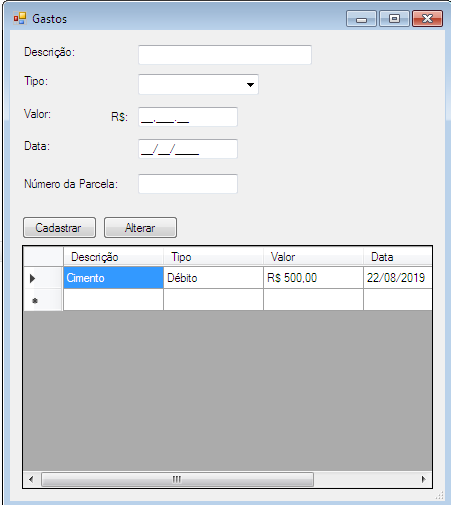 Gastos
Descrição:
Tipo:
Valor: R$: __.___.__
Data: __/__/____
Número da Parcela:
Cadastrar Alterar
Descrição Tipo Valor Data
Cimento Débito R$ 500,00 22/08/2019